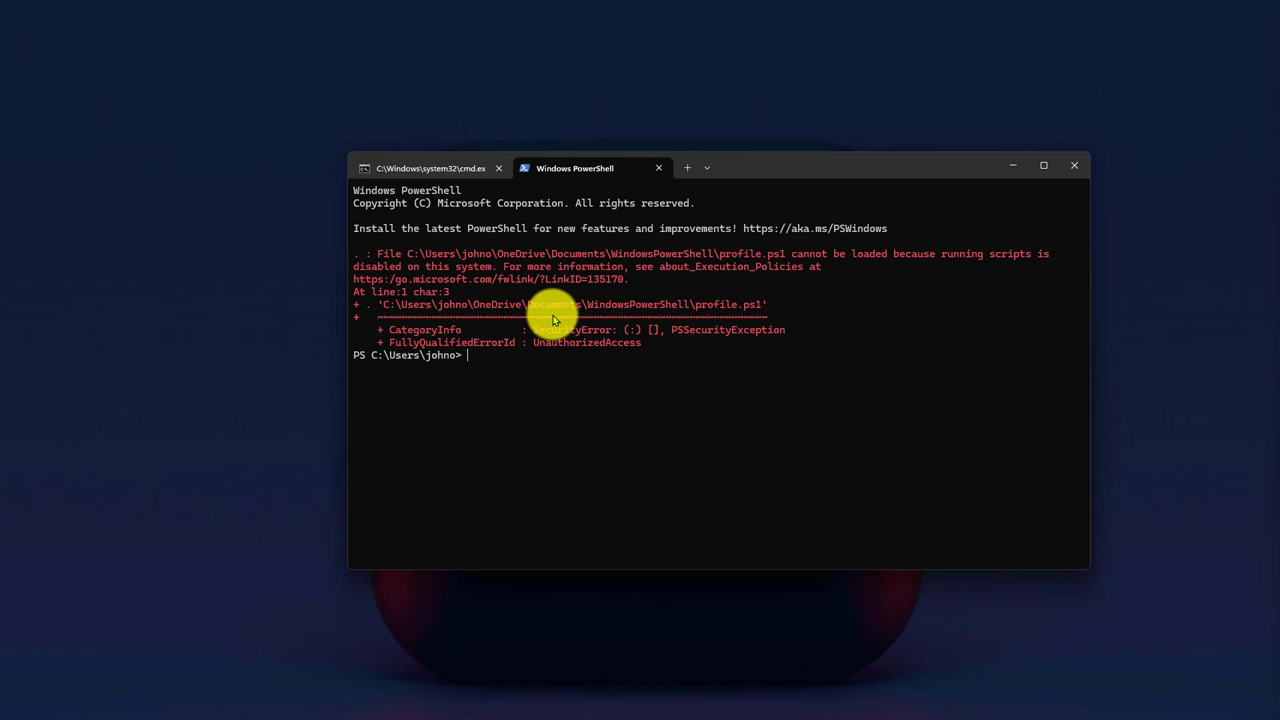 C:\Windows\system32\cmd.ex
Windows PowerShell
Windows PowerShell
Copyright (C) Microsoft Corporation. All rights reserved.
Install the latest PowerShell for new features and improvements! https://aka.ms/PSWindows
. : File C:\Users\johno\OneDrive\Documents\WindowsPowerShell\profile.ps1 cannot be loaded because running scripts is
disabled on this system. For more information, see about_Execution_Policies at
https:/go.microsoft.com/fwlink/?LinkID=135170.
At line:1 char:3
+ . 'C:\Users\johno\OneDrive\Documents\WindowsPowerShell\profile.ps1'
+   ~~~~~~~~~~~~~~~~~~~~~~~~~~~~~~~~~~~~~~~~~~~~~~~~~~~~~~~~~~~~~~~~~
    + CategoryInfo          : SecurityError: (:) [], PSSecurityException
    + FullyQualifiedErrorId : UnauthorizedAccess
PS C:\Users\johno>